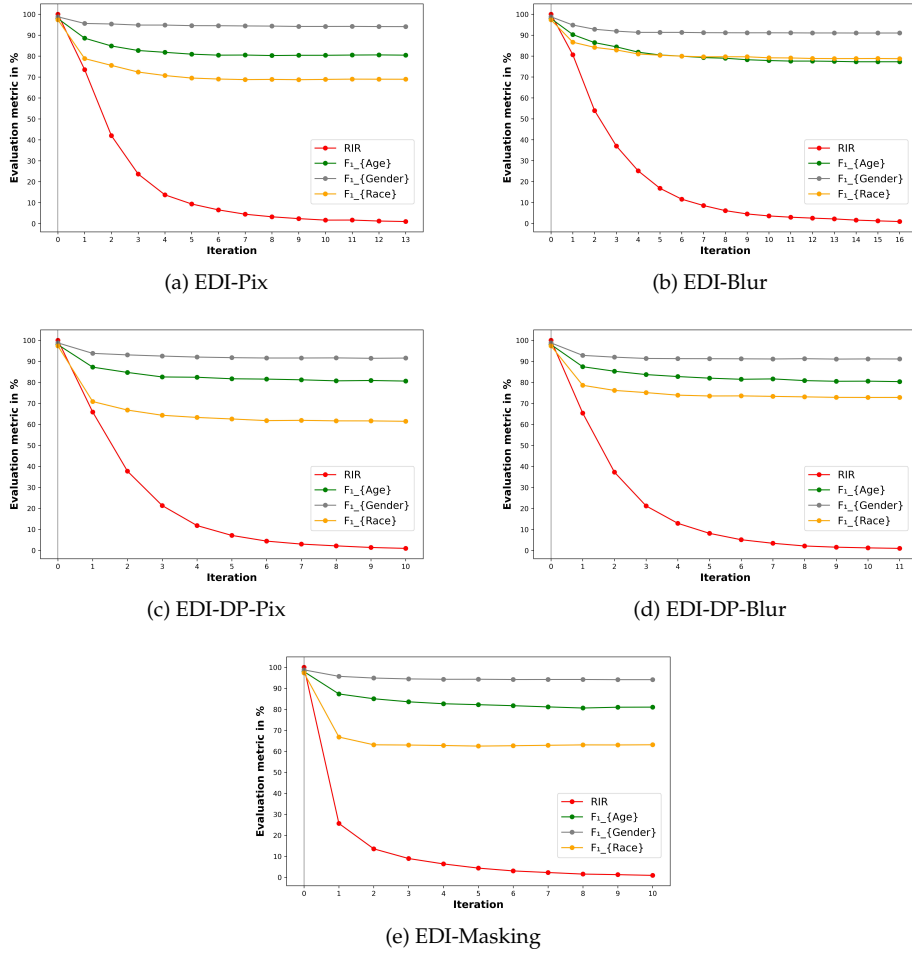 100
90
80
70
60
50
40
30
20
10
0
Evaluation metric in %
RIR
F₁_{Age}
F₁_{Gender}
F₁_{Race}
0 1 2 3 4 5 6 7 8 9 10 11 12 13
Iteration
(a) EDI-Pix
100
90
80
70
60
50
40
30
20
10
0
Evaluation metric in %
RIR
F₁_{Age}
F₁_{Gender}
F₁_{Race}
0 1 2 3 4 5 6 7 8 9 10 11 12 13 14 15 16
Iteration
(b) EDI-Blur
100
90
80
70
60
50
40
30
20
10
0
Evaluation metric in %
RIR
F₁_{Age}
F₁_{Gender}
F₁_{Race}
0 1 2 3 4 5 6 7 8 9 10
Iteration
(c) EDI-DP-Pix
100
90
80
70
60
50
40
30
20
10
0
Evaluation metric in %
RIR
F₁_{Age}
F₁_{Gender}
F₁_{Race}
0 1 2 3 4 5 6 7 8 9 10 11
Iteration
(d) EDI-DP-Blur
100
90
80
70
60
50
40
30
20
10
0
Evaluation metric in %
RIR
F₁_{Age}
F₁_{Gender}
F₁_{Race}
0 1 2 3 4 5 6 7 8 9 10
Iteration
(e) EDI-Masking